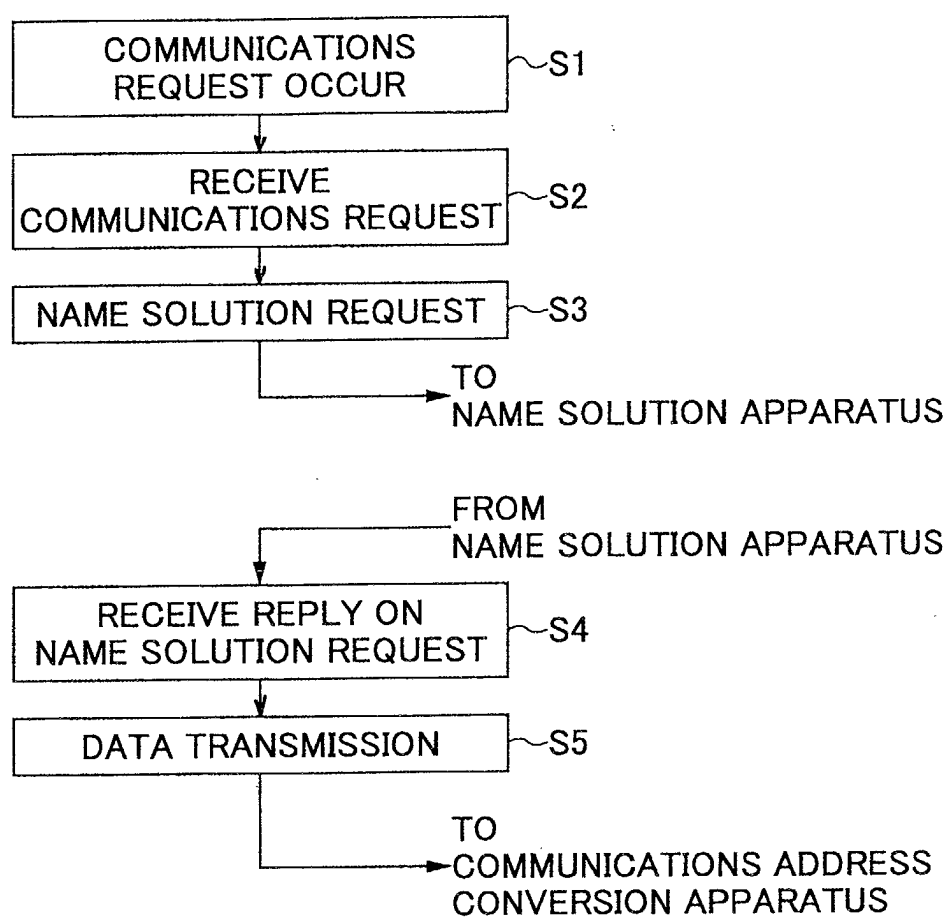 COMMUNICATIONS
REQUEST OCCUR
S1
RECEIVE
COMMUNICATIONS REQUEST
S2
NAME SOLUTION REQUEST
S3
TO
NAME SOLUTION APPARATUS
FROM
NAME SOLUTION APPARATUS
RECEIVE REPLY ON
NAME SOLUTION REQUEST
S4
DATA TRANSMISSION
S5
TO
COMMUNICATIONS ADDRESS
CONVERSION APPARATUS